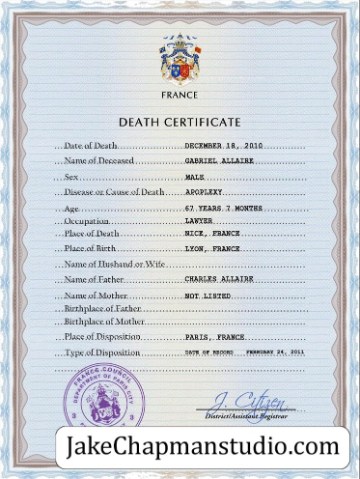 FRANCE
DEATH CERTIFICATE
Date of Death DECEMBER 18, 2010
Name of Deceased GABRIEL ALLAIRE
Sex MALE
Disease or Cause of Death APOPLEXY
Age 67 YEARS 7 MONTHS
Occupation LAWYER
Place of Death NICE, FRANCE
Place of Birth LYON, FRANCE
Name of Husband or Wife
Name of Father CHARLES ALLAIRE
Name of Mother NOT LISTED
Birthplace of Father
Birthplace of Mother
Place of Disposition PARIS, FRANCE
Type of Disposition DATE OF RECORD FEBRUARY 24, 2011
FRANCE COUNCIL
DEPARTMENT OF PARIS CITY
J. Citizen
District/Assistant Registrar
JakeChapmanstudio.com